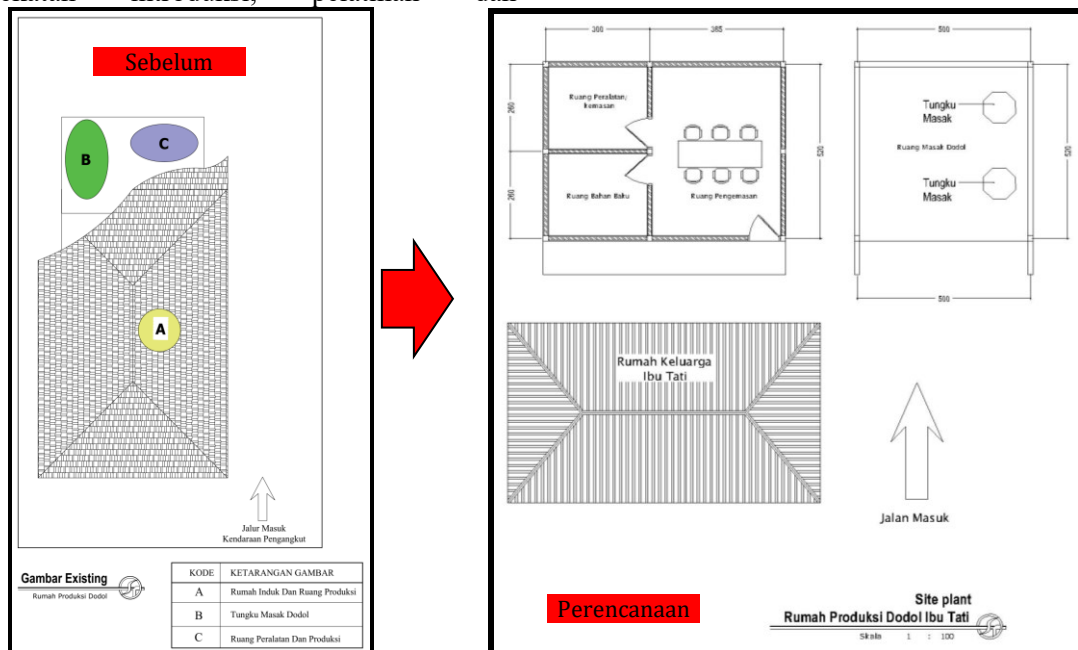 introduksi, pelatihan dan
Sebelum
B
C
A
Jalur Masuk
Kendaraan Pengangkut
Gambar Existing
Rumah Produksi Dodol
KODE KETARANGAN GAMBAR
A Rumah Induk Dan Ruang Produksi
B Tungku Masak Dodol
C Ruang Peralatan Dan Produksi
300
385
260
260
520
Ruang Peralatan,
kemasan
Ruang Bahan Baku
Ruang Pengemasan
500
Tungku
Masak
Ruang Masak Dodol
Tungku
Masak
520
500
Rumah Keluarga
Ibu Tati
Jalan Masuk
Perencanaan
Site plant
Rumah Produksi Dodol Ibu Tati
Skala 1 : 100